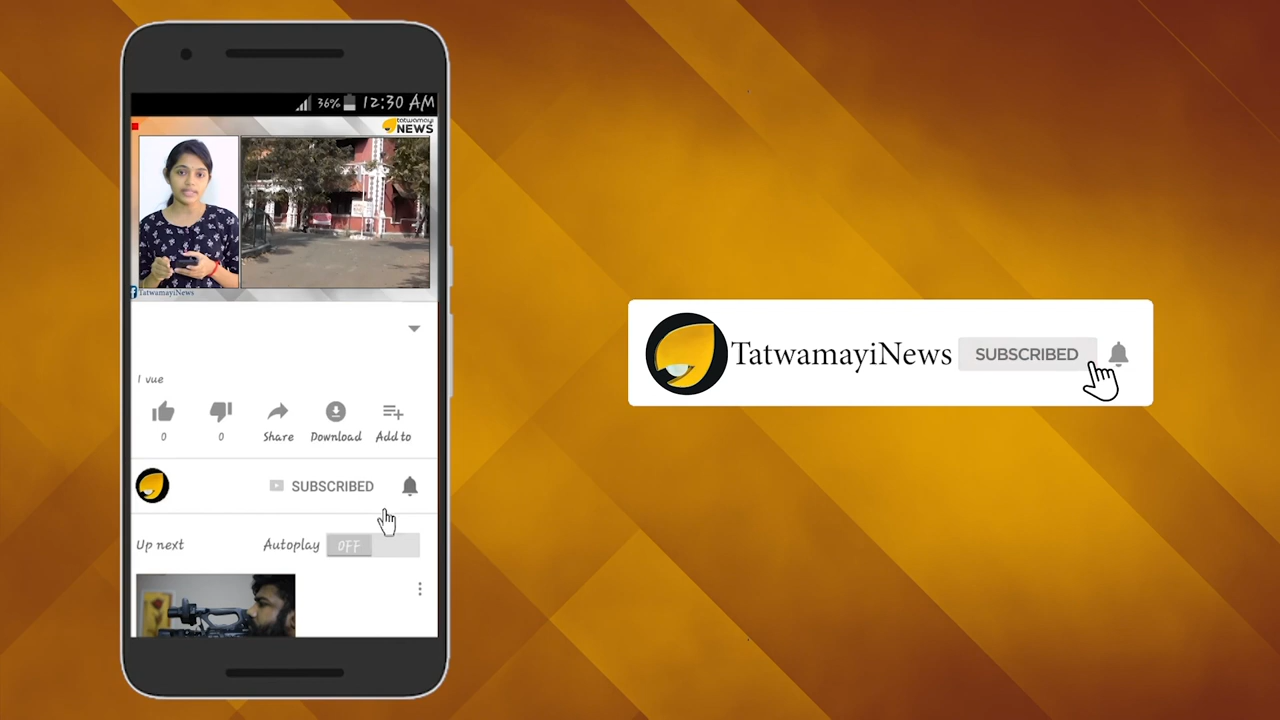 36% 12:30 AM
tatwamayi
NEWS
TatwamayiNews
1 vue
0 0 Share Download Add to
SUBSCRIBED
Up next Autoplay OFF
TatwamayiNews SUBSCRIBED